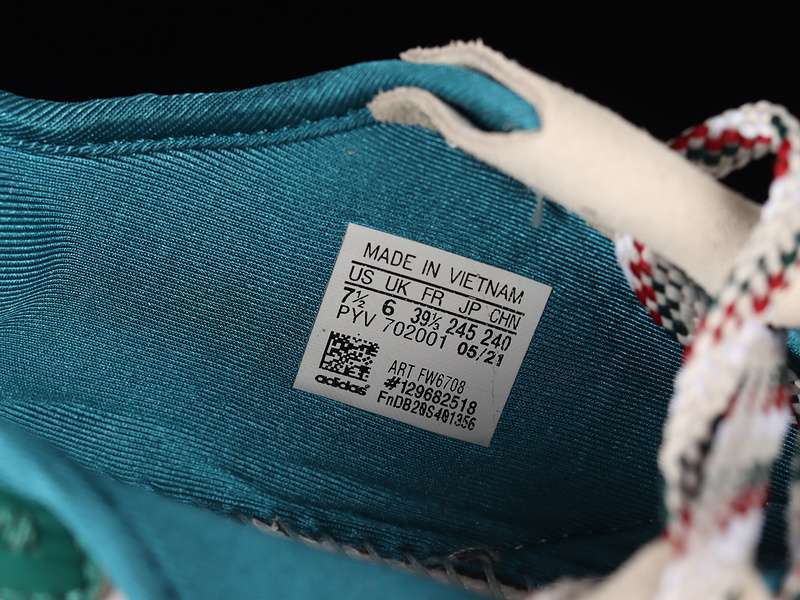 MADE IN VIETNAM
US UK FR JP CHN
7½ 6 39⅓ 245 240
PYV 702001 05/21
ART FW6708
#129682518
FnDB20S401356
adidas